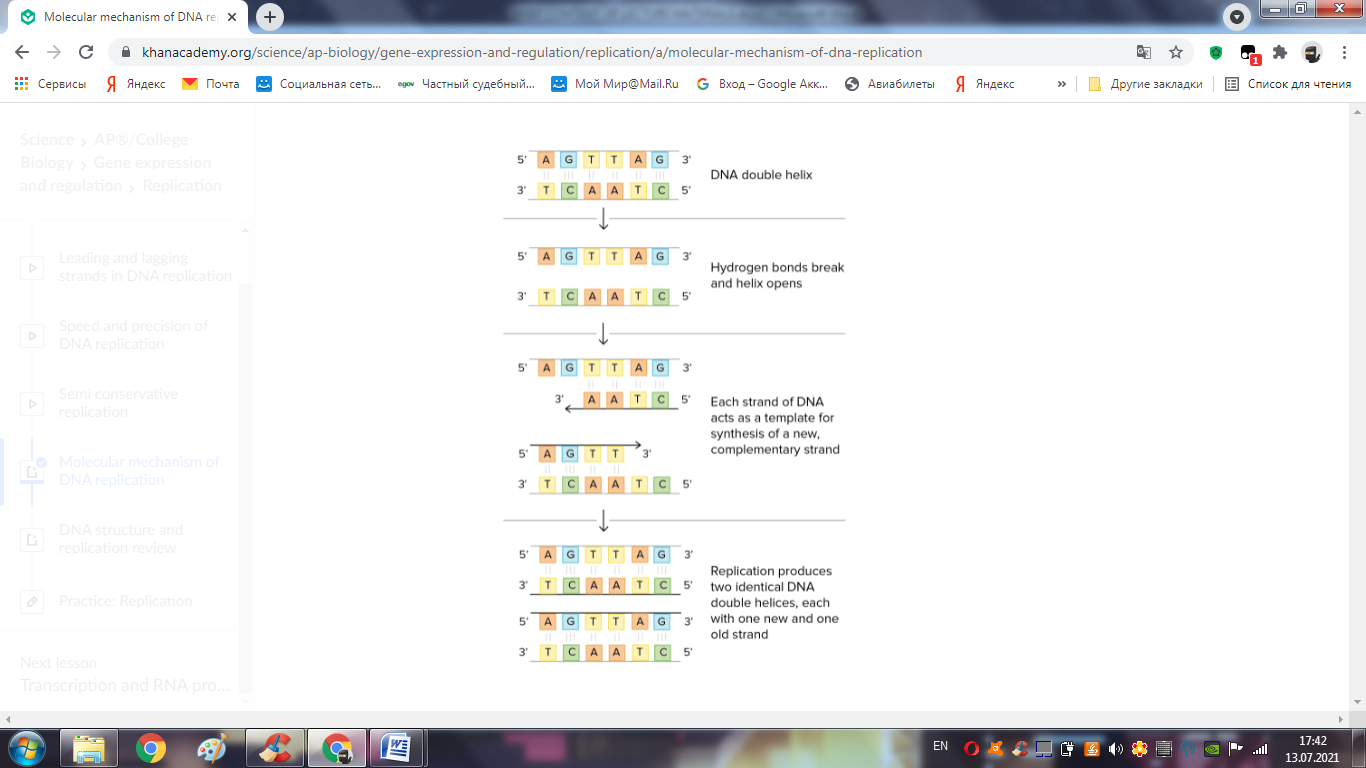 Molecular mechanism of DNA re
khanacademy.org/science/ap-biology/gene-expression-and-regulation/replication/a/molecular-mechanism-of-dna-replication
1
Сервисы
Яндекс
Почта
Социальная сеть...
egov Частный судебный...
Мой Мир@Mail.Ru
Вход – Google Акк...
Авиабилеты
Яндекс
»
Другие закладки
Список для чтения
Science › AP®/College
Biology › Gene expression
and regulation › Replication
Leading and lagging
strands in DNA replication
Speed and precision of
DNA replication
Semi conservative
replication
Molecular mechanism of
DNA replication
DNA structure and
replication review
Practice: Replication
Next lesson
Transcription and RNA pro...
5' A G T T A G 3'
3' T C A A T C 5'
DNA double helix
5' A G T T A G 3'
3' T C A A T C 5'
Hydrogen bonds break
and helix opens
5' A G T T A G 3'
3' A A T C 5'
5' A G T T 3'
3' T C A A T C 5'
Each strand of DNA
acts as a template for
synthesis of a new,
complementary strand
5' A G T T A G 3'
3' T C A A T C 5'
5' A G T T A G 3'
3' T C A A T C 5'
Replication produces
two identical DNA
double helices, each
with one new and one
old strand
EN
17:42
13.07.2021